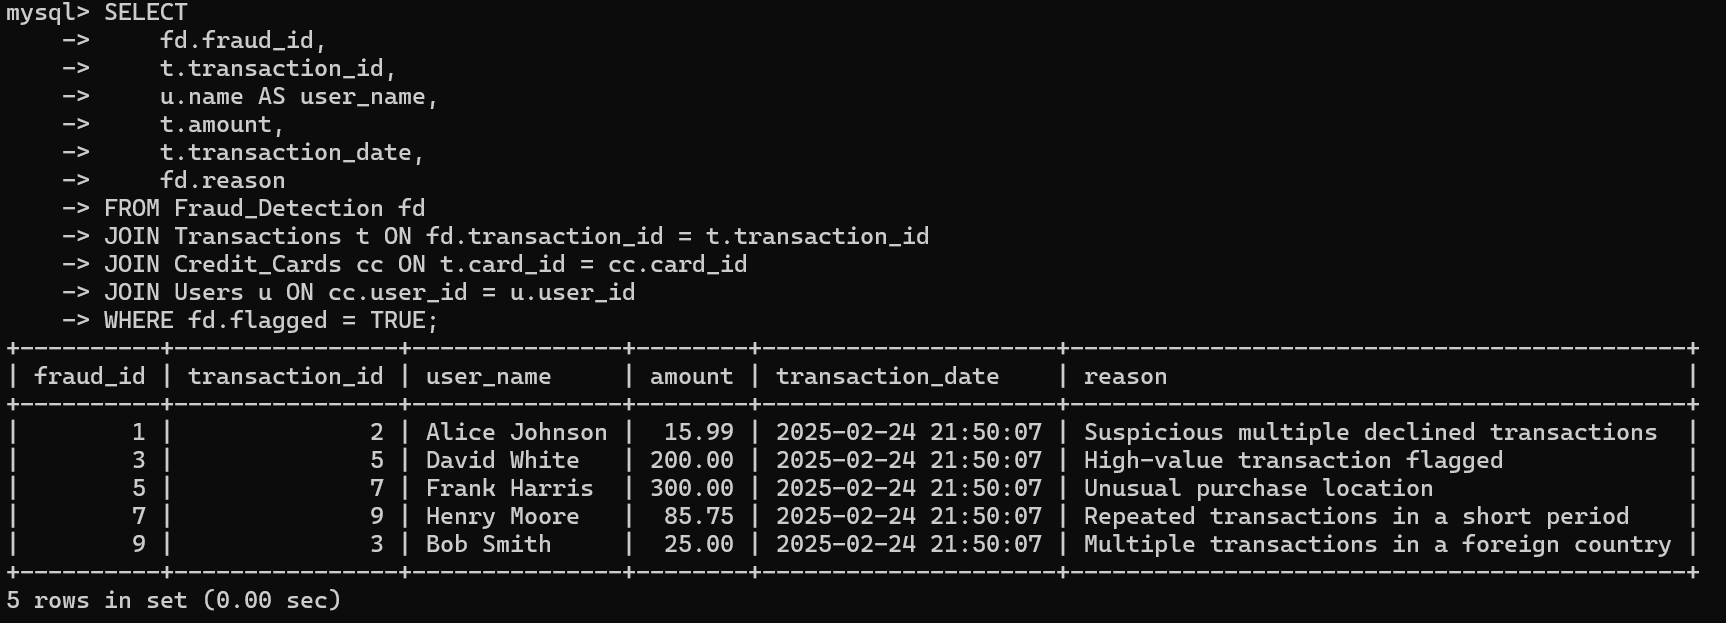 mysql> SELECT
    ->     fd.fraud_id,
    ->     t.transaction_id,
    ->     u.name AS user_name,
    ->     t.amount,
    ->     t.transaction_date,
    ->     fd.reason
    -> FROM Fraud_Detection fd
    -> JOIN Transactions t ON fd.transaction_id = t.transaction_id
    -> JOIN Credit_Cards cc ON t.card_id = cc.card_id
    -> JOIN Users u ON cc.user_id = u.user_id
    -> WHERE fd.flagged = TRUE;
+----------+----------------+---------------+--------+---------------------+--------------------------------------------+
| fraud_id | transaction_id | user_name     | amount | transaction_date    | reason                                     |
+----------+----------------+---------------+--------+---------------------+--------------------------------------------+
|        1 |              2 | Alice Johnson |  15.99 | 2025-02-24 21:50:07 | Suspicious multiple declined transactions  |
|        3 |              5 | David White   | 200.00 | 2025-02-24 21:50:07 | High-value transaction flagged             |
|        5 |              7 | Frank Harris  | 300.00 | 2025-02-24 21:50:07 | Unusual purchase location                  |
|        7 |              9 | Henry Moore   |  85.75 | 2025-02-24 21:50:07 | Repeated transactions in a short period    |
|        9 |              3 | Bob Smith     |  25.00 | 2025-02-24 21:50:07 | Multiple transactions in a foreign country |
+----------+----------------+---------------+--------+---------------------+--------------------------------------------+
5 rows in set (0.00 sec)